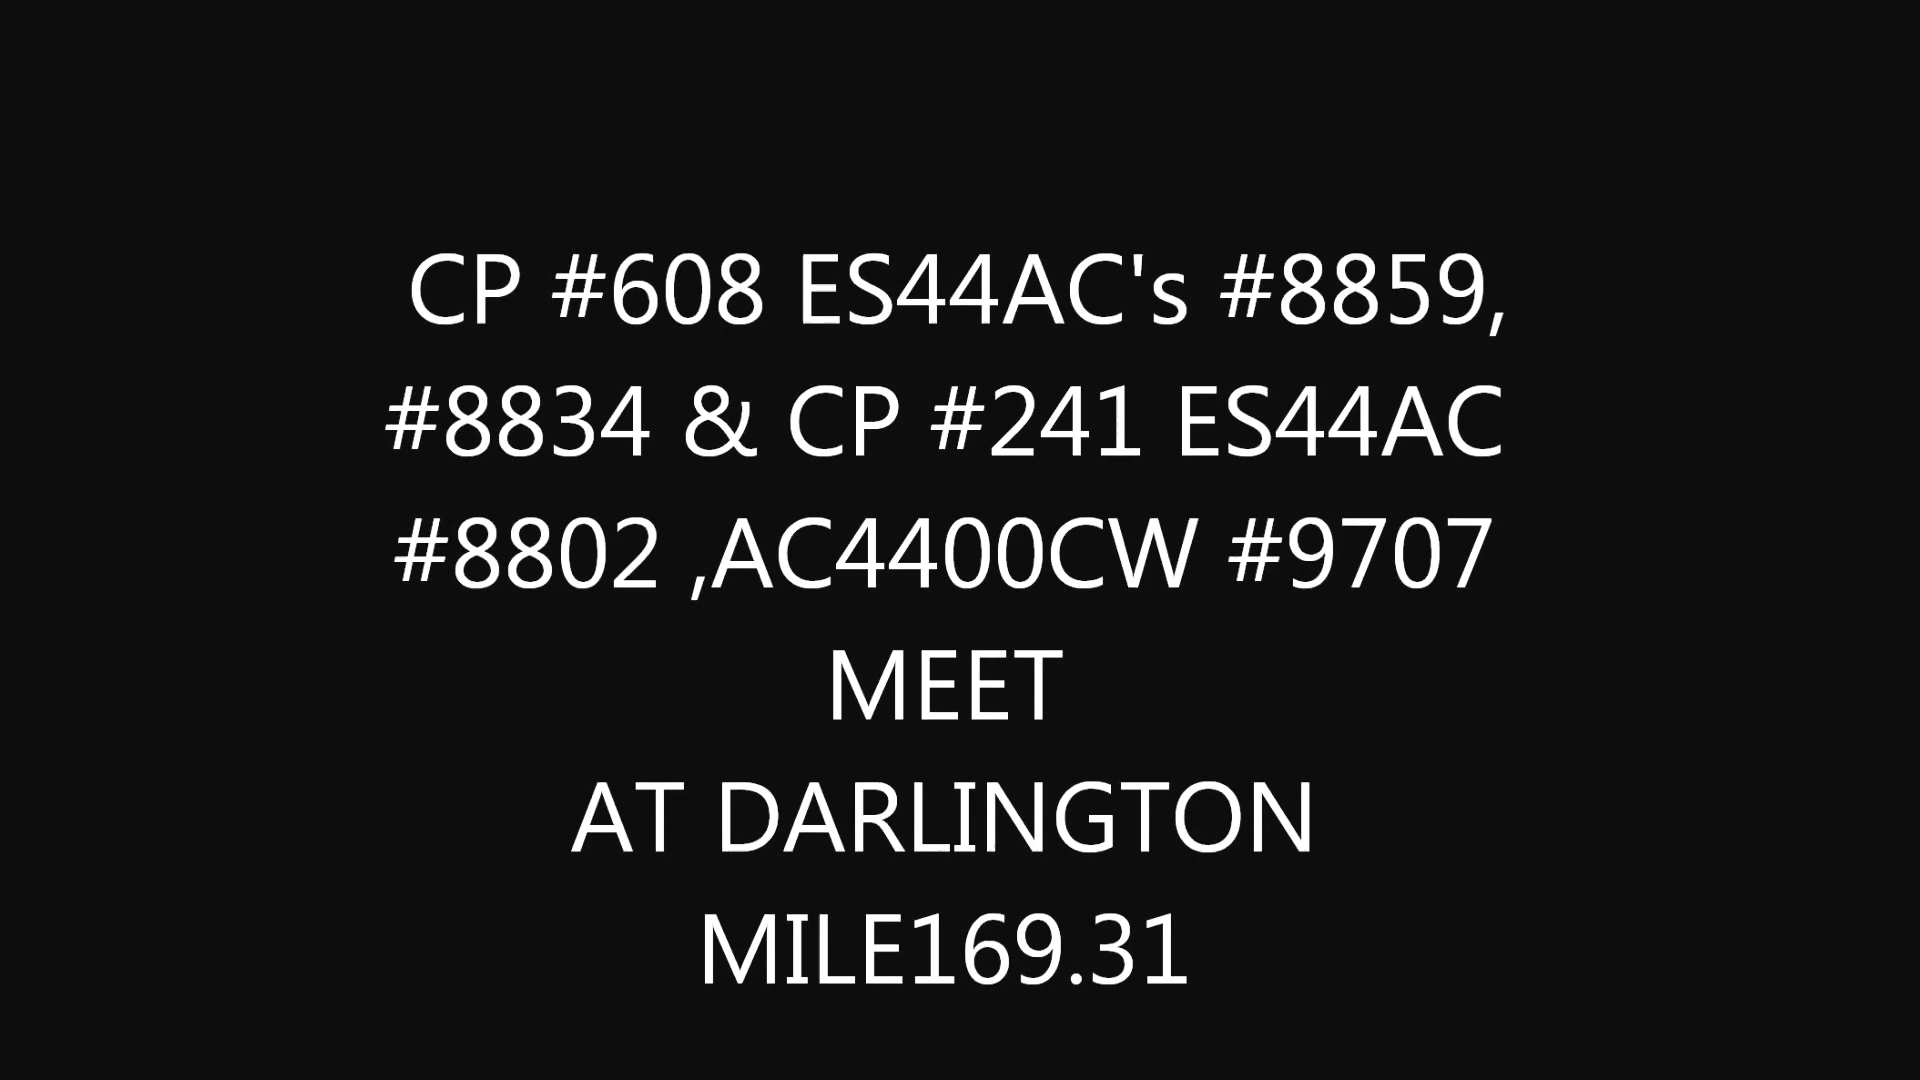 CP #608 ES44AC's #8859,
#8834 & CP #241 ES44AC
#8802 ,AC4400CW #9707
MEET
AT DARLINGTON
MILE169.31